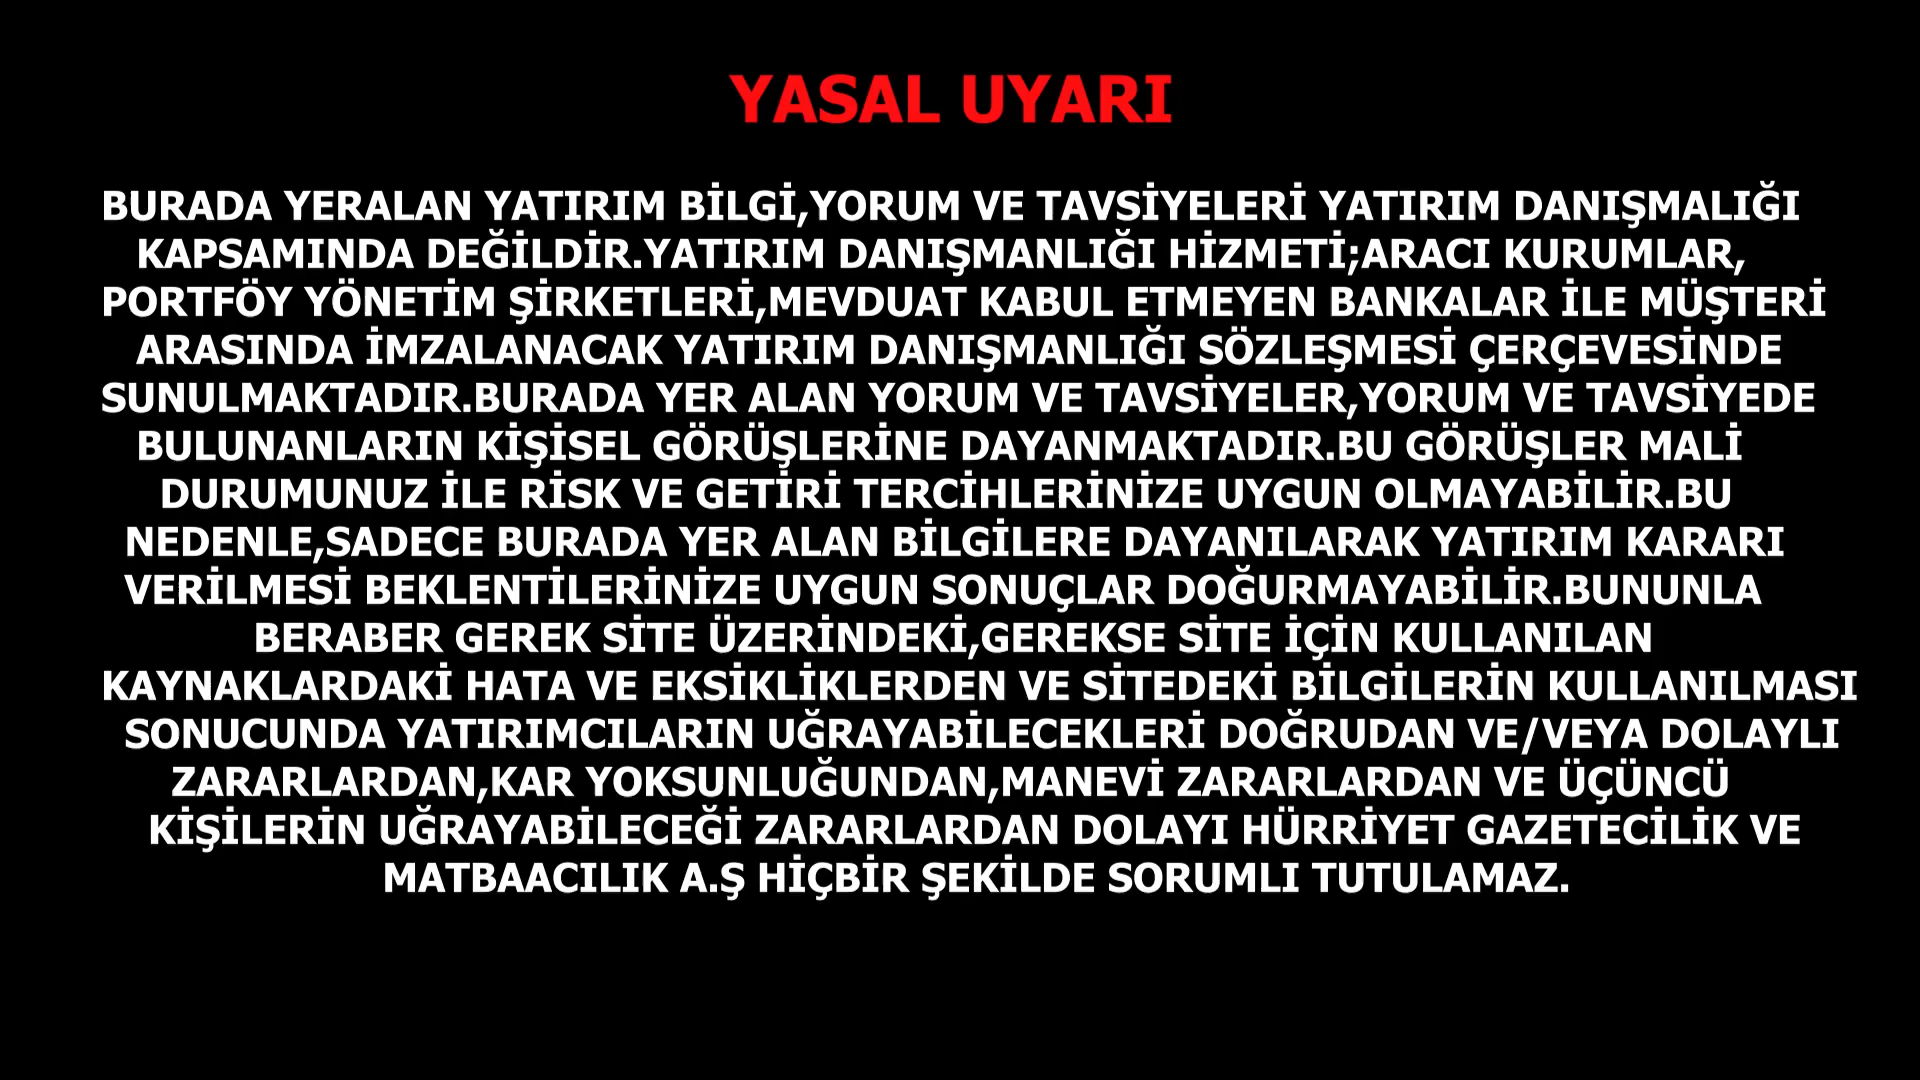 YASAL UYARI
BURADA YERALAN YATIRIM BİLGİ,YORUM VE TAVSİYELERİ YATIRIM DANIŞMALIĞI
KAPSAMINDA DEĞİLDİR.YATIRIM DANIŞMANLIĞI HİZMETİ;ARACI KURUMLAR,
PORTFÖY YÖNETİM ŞİRKETLERİ,MEVDUAT KABUL ETMEYEN BANKALAR İLE MÜŞTERİ
ARASINDA İMZALANACAK YATIRIM DANIŞMANLIĞI SÖZLEŞMESİ ÇERÇEVESİNDE
SUNULMAKTADIR.BURADA YER ALAN YORUM VE TAVSİYELER,YORUM VE TAVSİYEDE
BULUNANLARIN KİŞİSEL GÖRÜŞLERİNE DAYANMAKTADIR.BU GÖRÜŞLER MALİ
DURUMUNUZ İLE RİSK VE GETİRİ TERCİHLERİNİZE UYGUN OLMAYABİLİR.BU
NEDENLE,SADECE BURADA YER ALAN BİLGİLERE DAYANILARAK YATIRIM KARARI
VERİLMESİ BEKLENTİLERİNİZE UYGUN SONUÇLAR DOĞURMAYABİLİR.BUNUNLA
BERABER GEREK SİTE ÜZERİNDEKİ,GEREKSE SİTE İÇİN KULLANILAN
KAYNAKLARDAKİ HATA VE EKSİKLİKLERDEN VE SİTEDEKİ BİLGİLERİN KULLANILMASI
SONUCUNDA YATIRIMCILARIN UĞRAYABİLECEKLERİ DOĞRUDAN VE/VEYA DOLAYLI
ZARARLARDAN,KAR YOKSUNLUĞUNDAN,MANEVİ ZARARLARDAN VE ÜÇÜNCÜ
KİŞİLERİN UĞRAYABİLECEĞİ ZARARLARDAN DOLAYI HÜRRİYET GAZETECİLİK VE
MATBAACILIK A.Ş HİÇBİR ŞEKİLDE SORUMLI TUTULAMAZ.